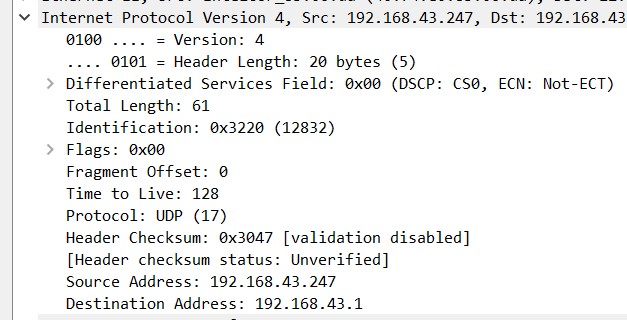 Internet Protocol Version 4, Src: 192.168.43.247, Dst: 192.168.43
0100 .... = Version: 4
.... 0101 = Header Length: 20 bytes (5)
Differentiated Services Field: 0x00 (DSCP: CS0, ECN: Not-ECT)
Total Length: 61
Identification: 0x3220 (12832)
Flags: 0x00
Fragment Offset: 0
Time to Live: 128
Protocol: UDP (17)
Header Checksum: 0x3047 [validation disabled]
[Header checksum status: Unverified]
Source Address: 192.168.43.247
Destination Address: 192.168.43.1